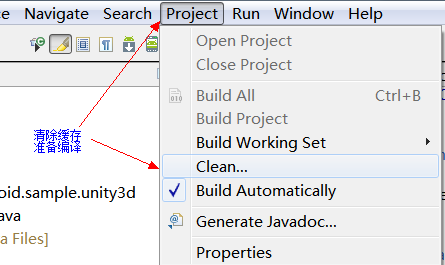 e Navigate Search Project Run Window Help
Open Project
Close Project
Build All Ctrl+B
Build Project
清除缓存
准备编译
Build Working Set
Clean...
oid.sample.unity3d
Build Automatically
ava
Generate Javadoc...
a Files]
Properties